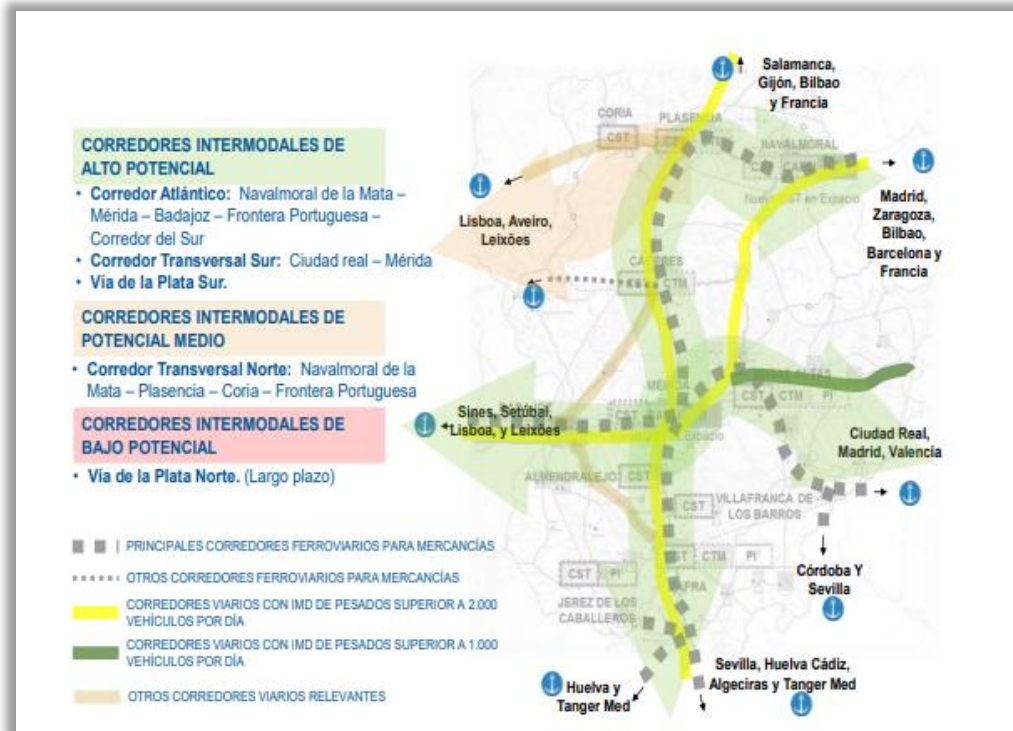 CORREDORES INTERMODALES DE
ALTO POTENCIAL
• Corredor Atlántico: Navalmoral de la Mata –
Mérida – Badajoz – Frontera Portuguesa –
Corredor del Sur
• Corredor Transversal Sur: Ciudad real – Mérida
• Vía de la Plata Sur.
CORREDORES INTERMODALES DE
POTENCIAL MEDIO
• Corredor Transversal Norte: Navalmoral de la
Mata – Plasencia – Coria – Frontera Portuguesa
CORREDORES INTERMODALES DE
BAJO POTENCIAL
• Vía de la Plata Norte. (Largo plazo)
PRINCIPALES CORREDORES FERROVIARIOS PARA MERCANCÍAS
OTROS CORREDORES FERROVIARIOS PARA MERCANCÍAS
CORREDORES VIARIOS CON IMD DE PESADOS SUPERIOR A 2.000
VEHÍCULOS POR DÍA
CORREDORES VIARIOS CON IMD DE PESADOS SUPERIOR A 1.000
VEHÍCULOS POR DÍA
OTROS CORREDORES VIARIOS RELEVANTES
Salamanca,
Gijón, Bilbao
y Francia
CORIA
CST
PLASENCIA
NAVALMORAL
Madrid,
Zaragoza,
Bilbao,
Barcelona y
Francia
Lisboa, Aveiro,
Leixões
CÁCERES
CST CTM
MÉRIDA
CST
Espacio
CST CTM PI
Sines, Setúbal,
Lisboa, y Leixões
Ciudad Real,
Madrid, Valencia
ALMENDRALEJO CST
CST VILLAFRANCA DE
LOS BARROS
CST CTM PI
ZAFRA
CST PI
JEREZ DE LOS
CABALLEROS
Córdoba Y
Sevilla
Huelva y
Tanger Med
Sevilla, Huelva Cádiz,
Algeciras y Tanger Med